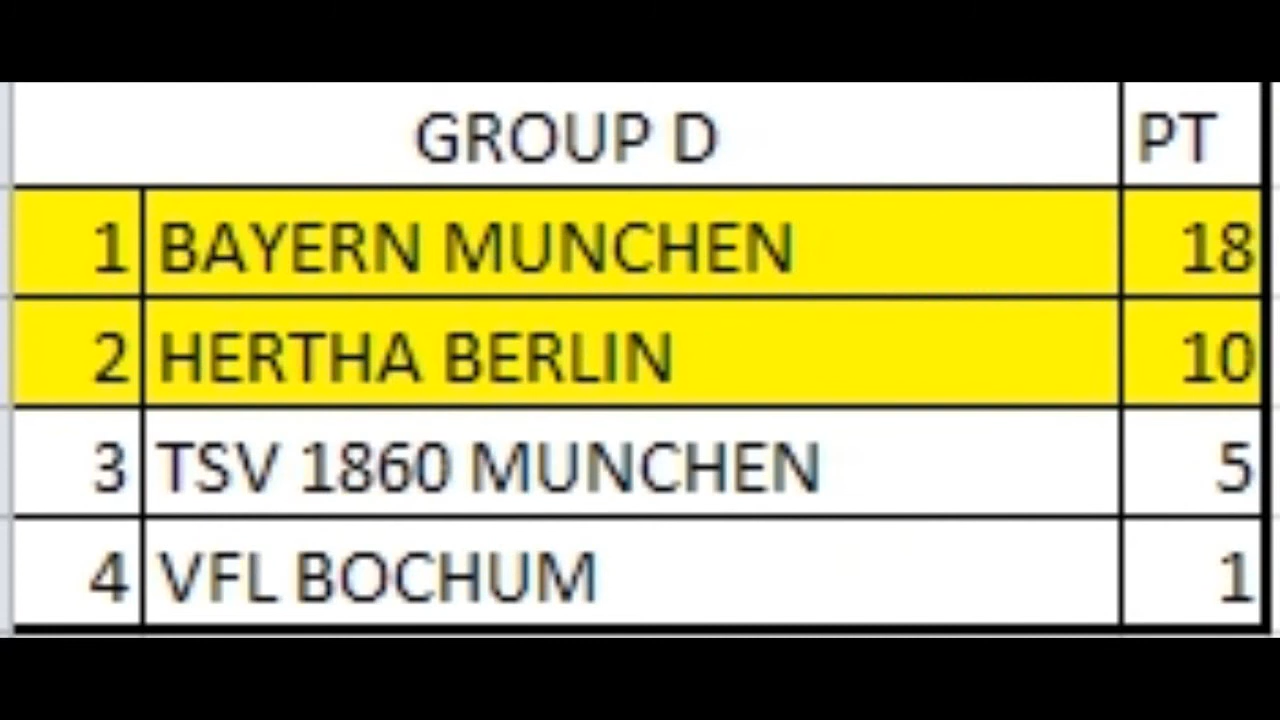 GROUP D PT
1 BAYERN MUNCHEN 18
2 HERTHA BERLIN 10
3 TSV 1860 MUNCHEN 5
4 VFL BOCHUM 1